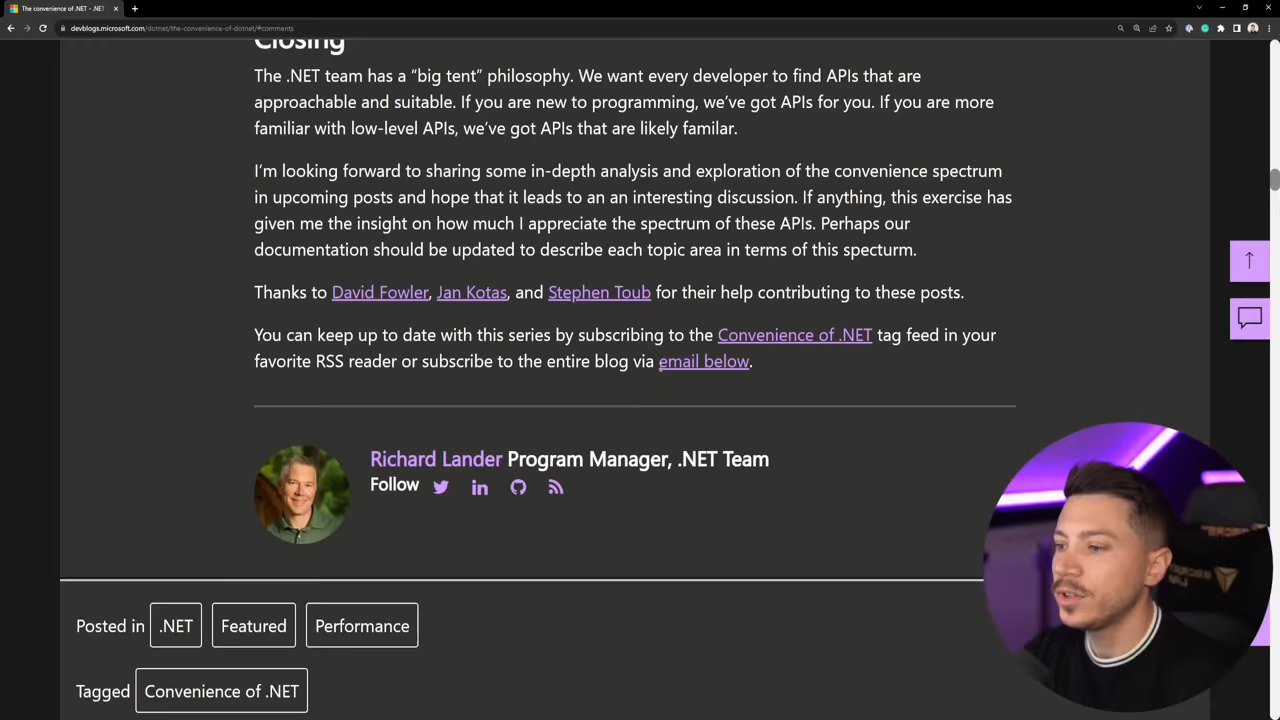 The convenience of .NET - .NET
devblogs.microsoft.com/dotnet/the-convenience-of-dotnet/#comments
Closing
The .NET team has a “big tent” philosophy. We want every developer to find APIs that are
approachable and suitable. If you are new to programming, we’ve got APIs for you. If you are more
familiar with low-level APIs, we’ve got APIs that are likely familar.
I’m looking forward to sharing some in-depth analysis and exploration of the convenience spectrum
in upcoming posts and hope that it leads to an an interesting discussion. If anything, this exercise has
given me the insight on how much I appreciate the spectrum of these APIs. Perhaps our
documentation should be updated to describe each topic area in terms of this specturm.
Thanks to David Fowler, Jan Kotas, and Stephen Toub for their help contributing to these posts.
You can keep up to date with this series by subscribing to the Convenience of .NET tag feed in your
favorite RSS reader or subscribe to the entire blog via email below.
Richard Lander Program Manager, .NET Team
Follow
Posted in .NET Featured Performance
Tagged Convenience of .NET